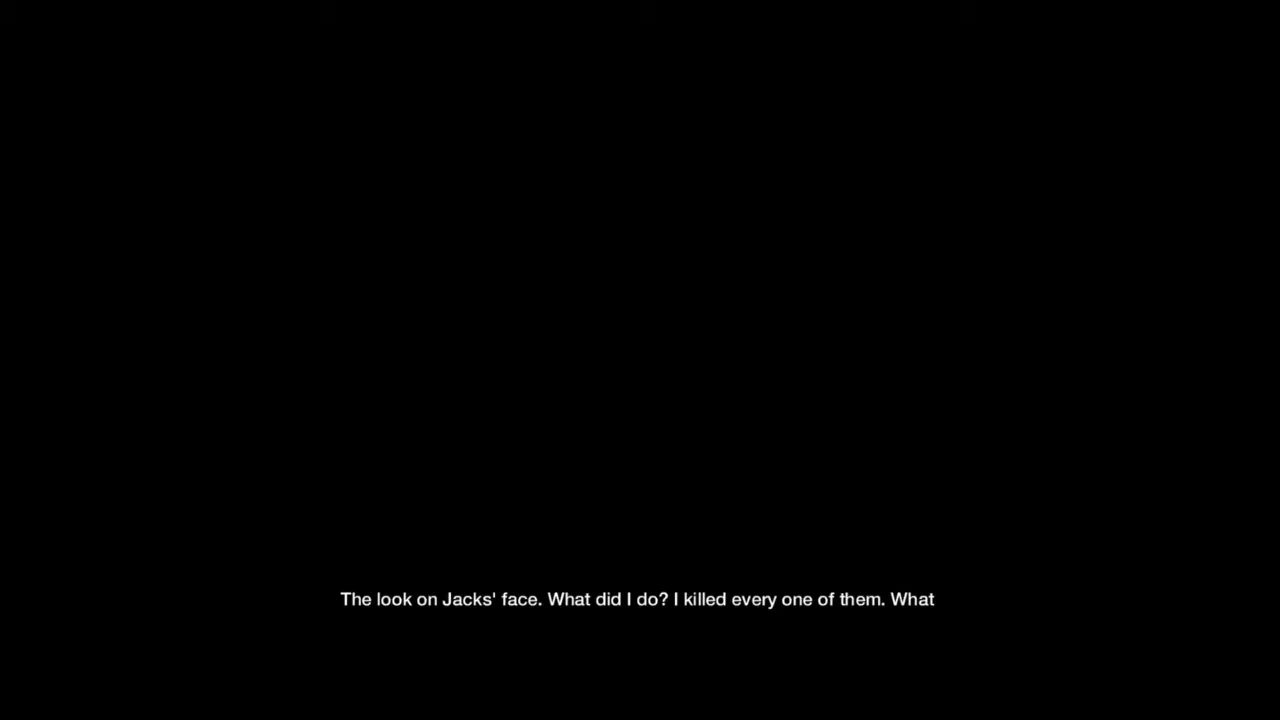 The look on Jacks' face. What did I do? I killed every one of them. What